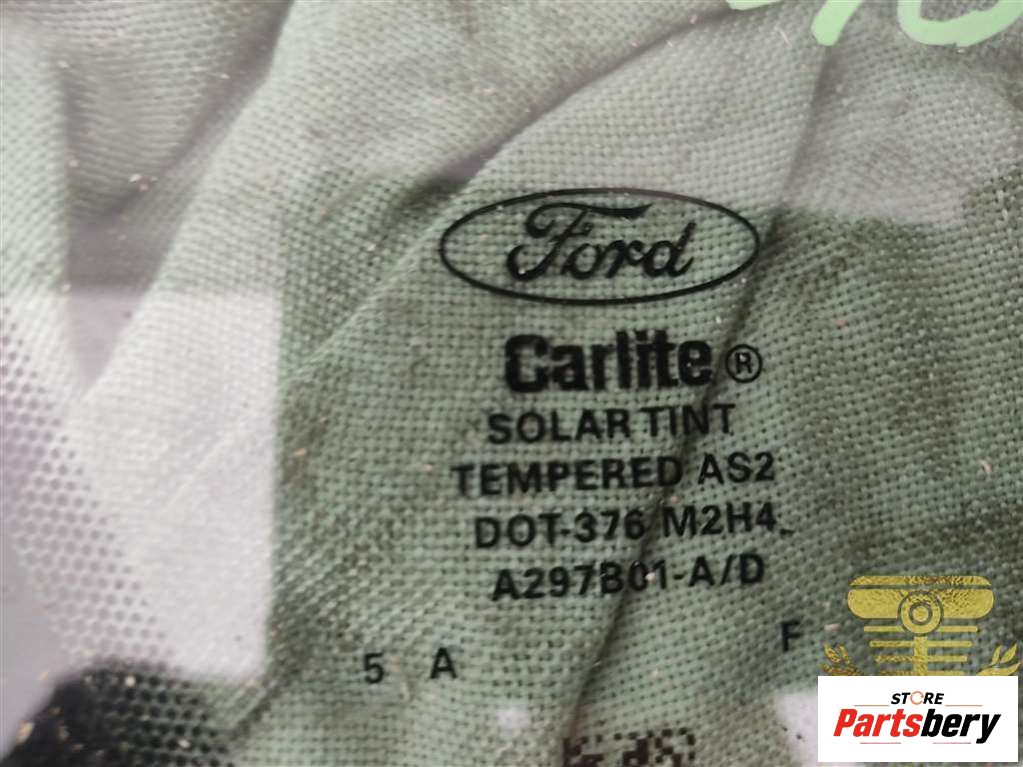 Ford
Carlite®
SOLAR TINT
TEMPERED AS2
DOT-376 M2H4
A297B01-A/D
5 A F
STORE
Partsbery